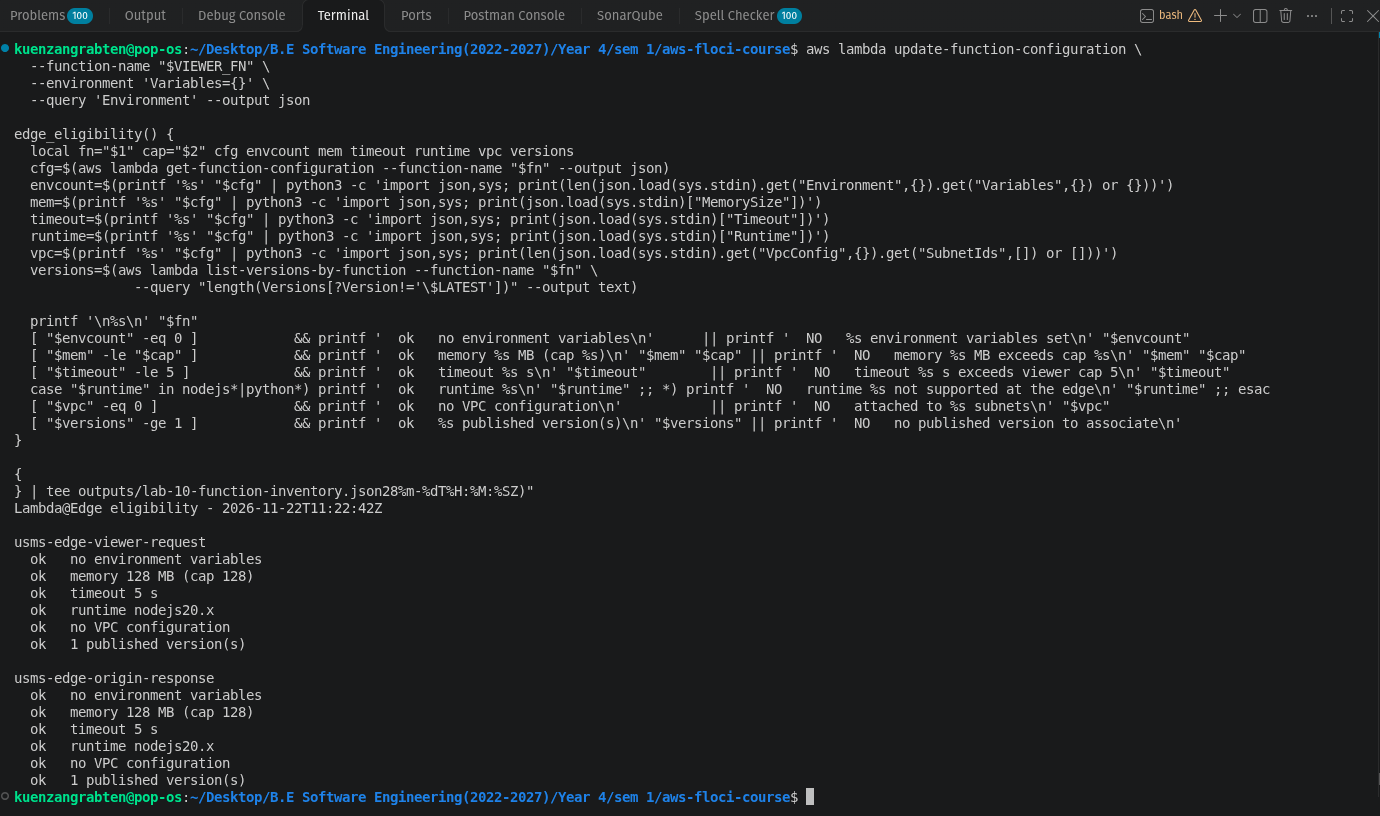 Problems 100 Output Debug Console Terminal Ports Postman Console SonarQube Spell Checker 100 bash
kuenzangrabten@pop-os:~/Desktop/B.E Software Engineering(2022-2027)/Year 4/sem 1/aws-floci-course$ aws lambda update-function-configuration \
  --function-name "$VIEWER_FN" \
  --environment 'Variables={}' \
  --query 'Environment' --output json

edge_eligibility() {
  local fn="$1" cap="$2" cfg envcount mem timeout runtime vpc versions
  cfg=$(aws lambda get-function-configuration --function-name "$fn" --output json)
  envcount=$(printf '%s' "$cfg" | python3 -c 'import json,sys; print(len(json.load(sys.stdin).get("Environment",{}).get("Variables",{}) or {}))')
  mem=$(printf '%s' "$cfg" | python3 -c 'import json,sys; print(json.load(sys.stdin)["MemorySize"])')
  timeout=$(printf '%s' "$cfg" | python3 -c 'import json,sys; print(json.load(sys.stdin)["Timeout"])')
  runtime=$(printf '%s' "$cfg" | python3 -c 'import json,sys; print(json.load(sys.stdin)["Runtime"])')
  vpc=$(printf '%s' "$cfg" | python3 -c 'import json,sys; print(len(json.load(sys.stdin).get("VpcConfig",{}).get("SubnetIds",[]) or []))')
  versions=$(aws lambda list-versions-by-function --function-name "$fn" \
               --query "length(Versions[?Version!='\$LATEST'])" --output text)

  printf '\n%s\n' "$fn"
  [ "$envcount" -eq 0 ]            && printf '  ok   no environment variables\n'      || printf '  NO   %s environment variables set\n' "$envcount"
  [ "$mem" -le "$cap" ]            && printf '  ok   memory %s MB (cap %s)\n' "$mem" "$cap" || printf '  NO   memory %s MB exceeds cap %s\n' "$mem" "$cap"
  [ "$timeout" -le 5 ]             && printf '  ok   timeout %s s\n' "$timeout"        || printf '  NO   timeout %s s exceeds viewer cap 5\n' "$timeout"
  case "$runtime" in nodejs*|python*) printf '  ok   runtime %s\n' "$runtime" ;; *) printf '  NO   runtime %s not supported at the edge\n' "$runtime" ;; esac
  [ "$vpc" -eq 0 ]                 && printf '  ok   no VPC configuration\n'           || printf '  NO   attached to %s subnets\n' "$vpc"
  [ "$versions" -ge 1 ]            && printf '  ok   %s published version(s)\n' "$versions" || printf '  NO   no published version to associate\n'
}

{
} | tee outputs/lab-10-function-inventory.json28%m-%dT%H:%M:%SZ)"
Lambda@Edge eligibility - 2026-11-22T11:22:42Z

usms-edge-viewer-request
  ok   no environment variables
  ok   memory 128 MB (cap 128)
  ok   timeout 5 s
  ok   runtime nodejs20.x
  ok   no VPC configuration
  ok   1 published version(s)

usms-edge-origin-response
  ok   no environment variables
  ok   memory 128 MB (cap 128)
  ok   timeout 5 s
  ok   runtime nodejs20.x
  ok   no VPC configuration
  ok   1 published version(s)
kuenzangrabten@pop-os:~/Desktop/B.E Software Engineering(2022-2027)/Year 4/sem 1/aws-floci-course$